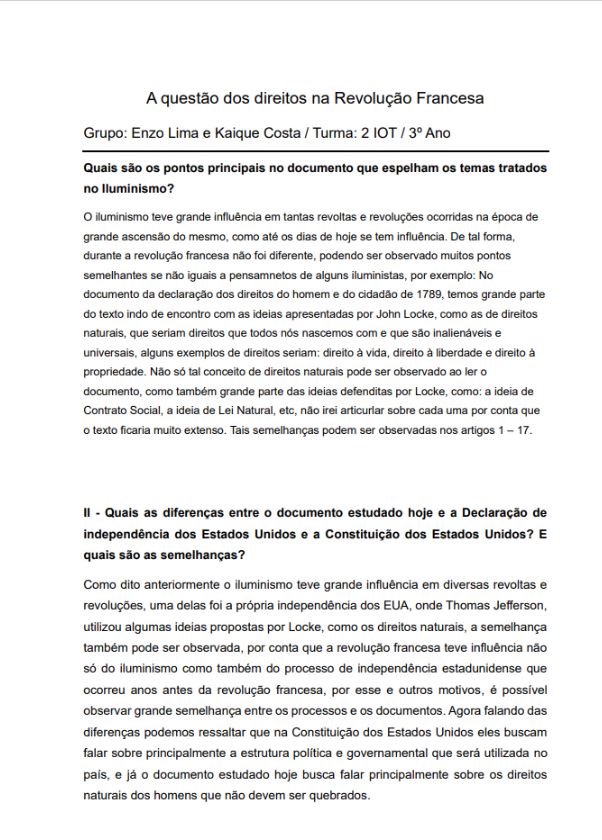 A questão dos direitos na Revolução Francesa
Grupo: Enzo Lima e Kaique Costa / Turma: 2 IOT / 3º Ano
Quais são os pontos principais no documento que espelham os temas tratados
no Iluminismo?
O iluminismo teve grande influência em tantas revoltas e revoluções ocorridas na época de
grande ascensão do mesmo, como até os dias de hoje se tem influência. De tal forma,
durante a revolução francesa não foi diferente, podendo ser observado muitos pontos
semelhantes se não iguais a pensamnetos de alguns iluministas, por exemplo: No
documento da declaração dos direitos do homem e do cidadão de 1789, temos grande parte
do texto indo de encontro com as ideias apresentadas por John Locke, como as de direitos
naturais, que seriam direitos que todos nós nascemos com e que são inalienáveis e
universais, alguns exemplos de direitos seriam: direito à vida, direito à liberdade e direito à
propriedade. Não só tal conceito de direitos naturais pode ser observado ao ler o
documento, como também grande parte das ideias defenditas por Locke, como: a ideia de
Contrato Social, a ideia de Lei Natural, etc, não irei articurlar sobre cada uma por conta que
o texto ficaria muito extenso. Tais semelhanças podem ser observadas nos artigos 1 – 17.
II - Quais as diferenças entre o documento estudado hoje e a Declaração de
independência dos Estados Unidos e a Constituição dos Estados Unidos? E
quais são as semelhanças?
Como dito anteriormente o iluminismo teve grande influência em diversas revoltas e
revoluções, uma delas foi a própria independência dos EUA, onde Thomas Jefferson,
utilizou algumas ideias propostas por Locke, como os direitos naturais, a semelhança
também pode ser observada, por conta que a revolução francesa teve influência não
só do iluminismo como também do processo de independência estadunidense que
ocorreu anos antes da revolução francesa, por esse e outros motivos, é possível
observar grande semelhança entre os processos e os documentos. Agora falando das
diferenças podemos ressaltar que na Constituição dos Estados Unidos eles buscam
falar sobre principalmente a estrutura política e governamental que será utilizada no
país, e já o documento estudado hoje busca falar principalmente sobre os direitos
naturais dos homens que não devem ser quebrados.